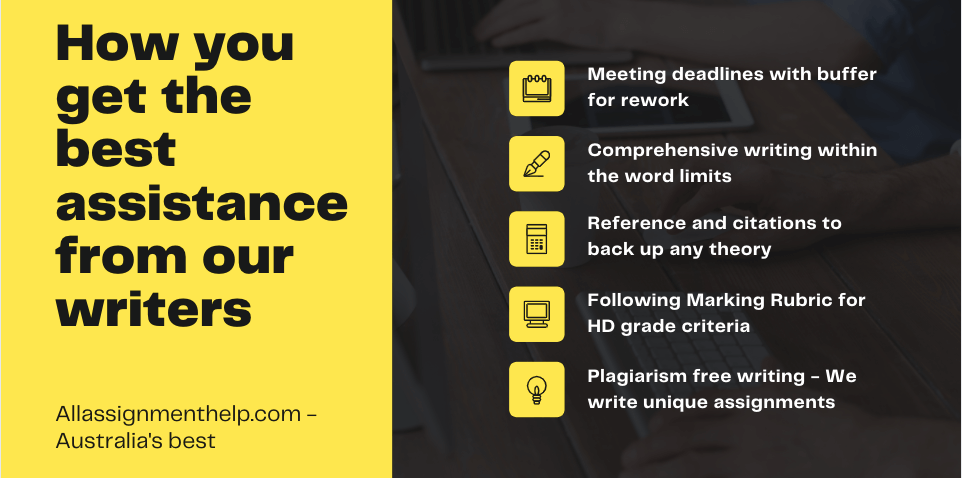 How you
get the
best
assistance
from our
writers
Allassignmenthelp.com –
Australia's best
Meeting deadlines with buffer
for rework
Comprehensive writing within
the word limits
Reference and citations to
back up any theory
Following Marking Rubric for
HD grade criteria
Plagiarism free writing – We
write unique assignments